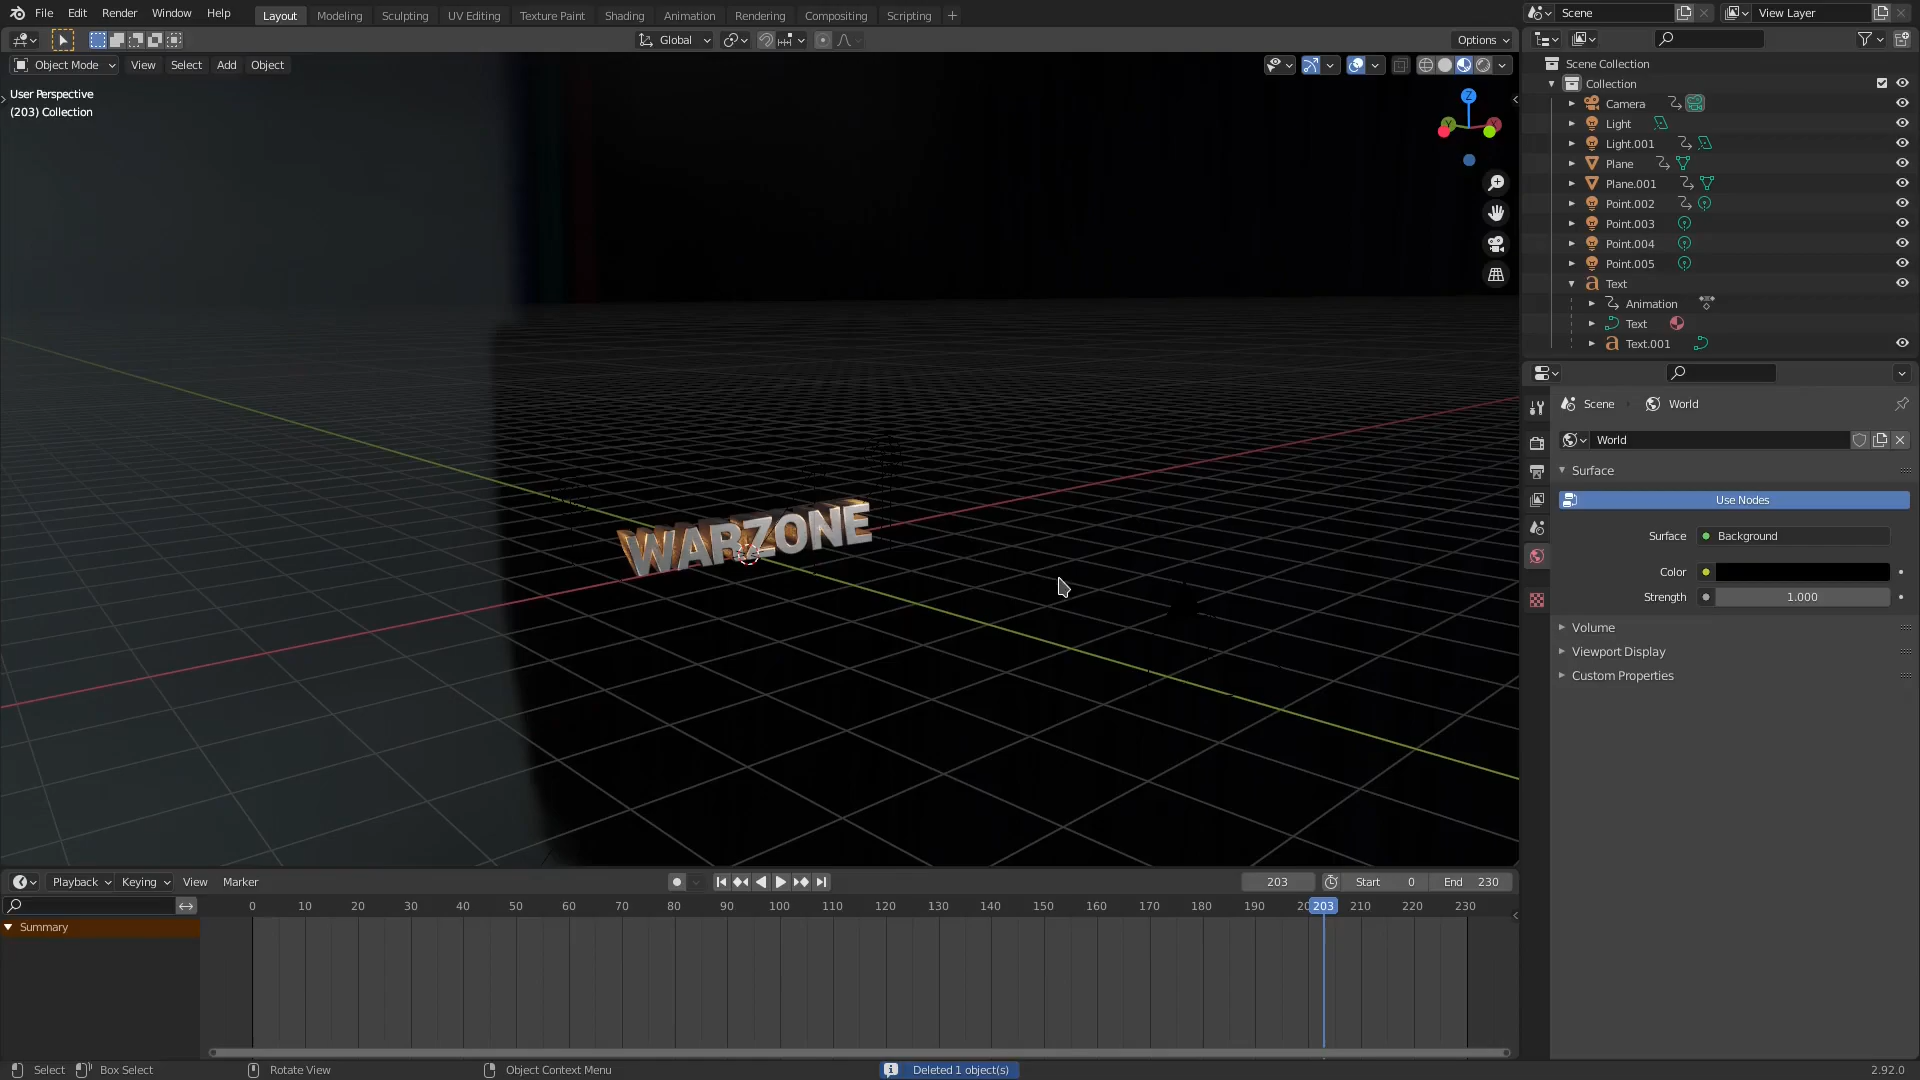 File Edit Render Window Help Layout Modeling Sculpting UV Editing Texture Paint Shading Animation Rendering Compositing Scripting + Scene View Layer
Global Options
Object Mode View Select Add Object
User Perspective
(203) Collection
Z
Y X
WARZONE
Scene Collection
Collection
Camera
Light
Light.001
Plane
Plane.001
Point.002
Point.003
Point.004
Point.005
Text
Animation
Text
Text.001
Scene World
World
Surface
Use Nodes
Surface Background
Color
Strength 1.000
Volume
Viewport Display
Custom Properties
Playback Keying View Marker 203 Start 0 End 230
0 10 20 30 40 50 60 70 80 90 100 110 120 130 140 150 160 170 180 190 20 203 210 220 230
Summary
Select Box Select Rotate View Object Context Menu Deleted 1 object(s) 2.92.0